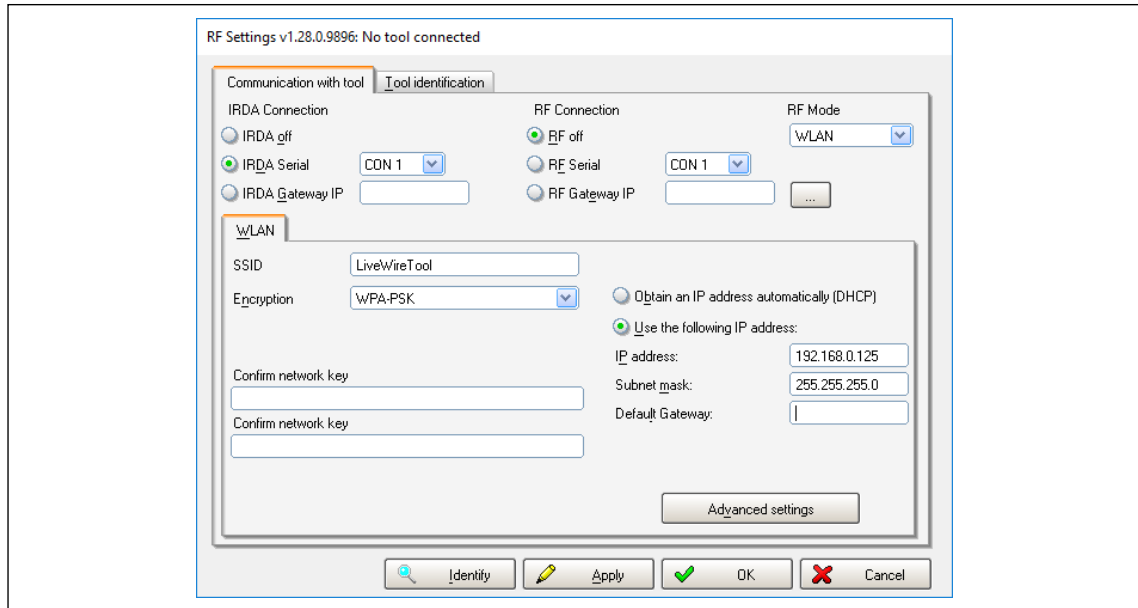 RF Settings v1.28.0.9896: No tool connected
Communication with tool Tool identification
IRDA Connection RF Connection RF Mode
IRDA off RF off WLAN
IRDA Serial CON 1 RF Serial CON 1
IRDA Gateway IP RF Gateway IP ...
WLAN
SSID LiveWireTool
Encryption WPA-PSK Obtain an IP address automatically (DHCP)
Use the following IP address:
IP address: 192.168.0.125
Confirm network key Subnet mask: 255.255.255.0
Default Gateway:
Confirm network key
Advanced settings
Identify Apply OK Cancel